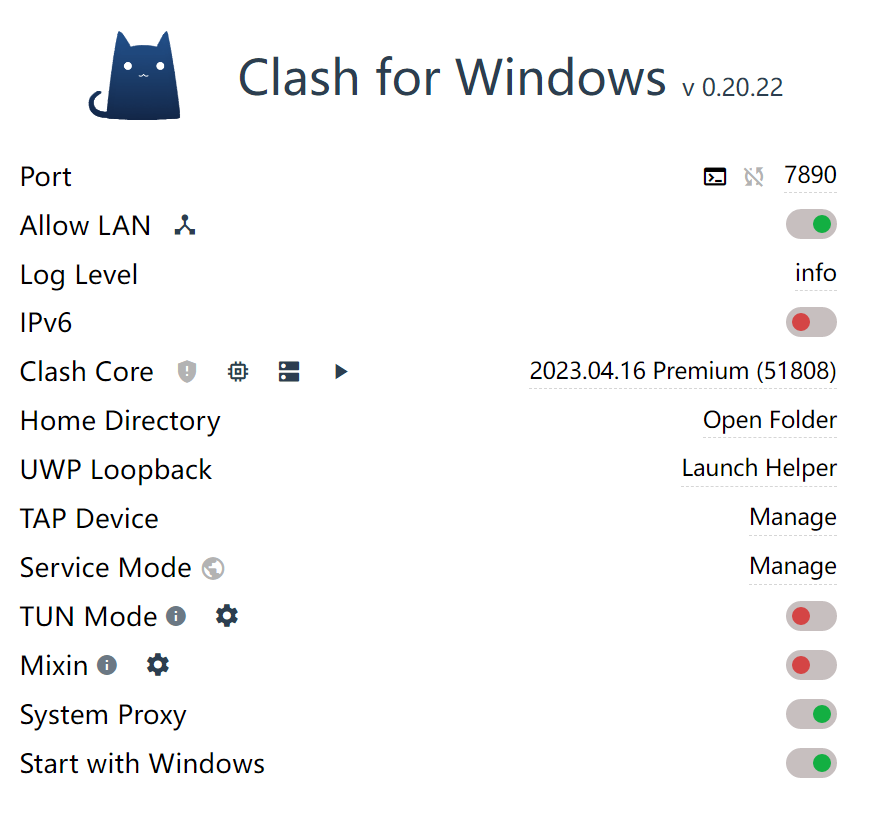 Clash for Windows v 0.20.22
Port 7890
Allow LAN
Log Level info
IPv6
Clash Core 2023.04.16 Premium (51808)
Home Directory Open Folder
UWP Loopback Launch Helper
TAP Device Manage
Service Mode Manage
TUN Mode
Mixin
System Proxy
Start with Windows